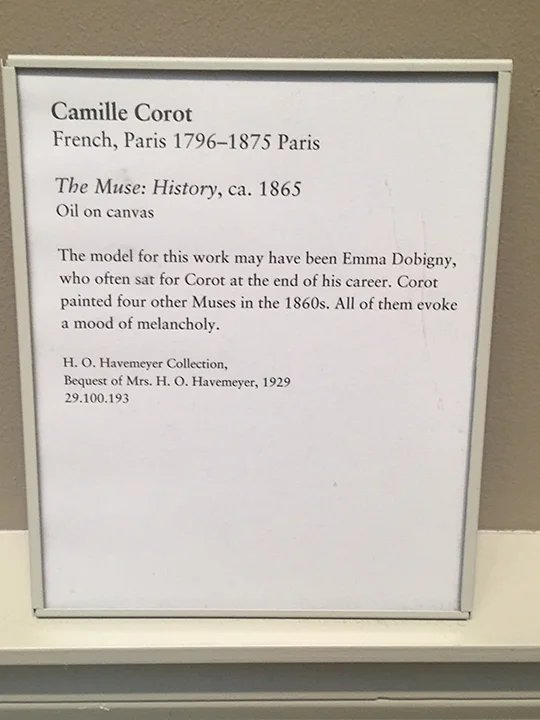 Camille Corot
French, Paris 1796–1875 Paris
The Muse: History, ca. 1865
Oil on canvas
The model for this work may have been Emma Dobigny,
who often sat for Corot at the end of his career. Corot
painted four other Muses in the 1860s. All of them evoke
a mood of melancholy.
H. O. Havemeyer Collection,
Bequest of Mrs. H. O. Havemeyer, 1929
29.100.193